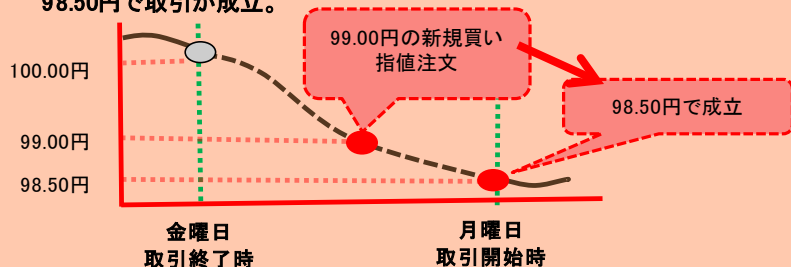 98.50円で取引が成立。
99.00円の新規買い
指値注文
100.00円
98.50円で成立
99.00円
98.50円
金曜日
取引終了時
月曜日
取引開始時